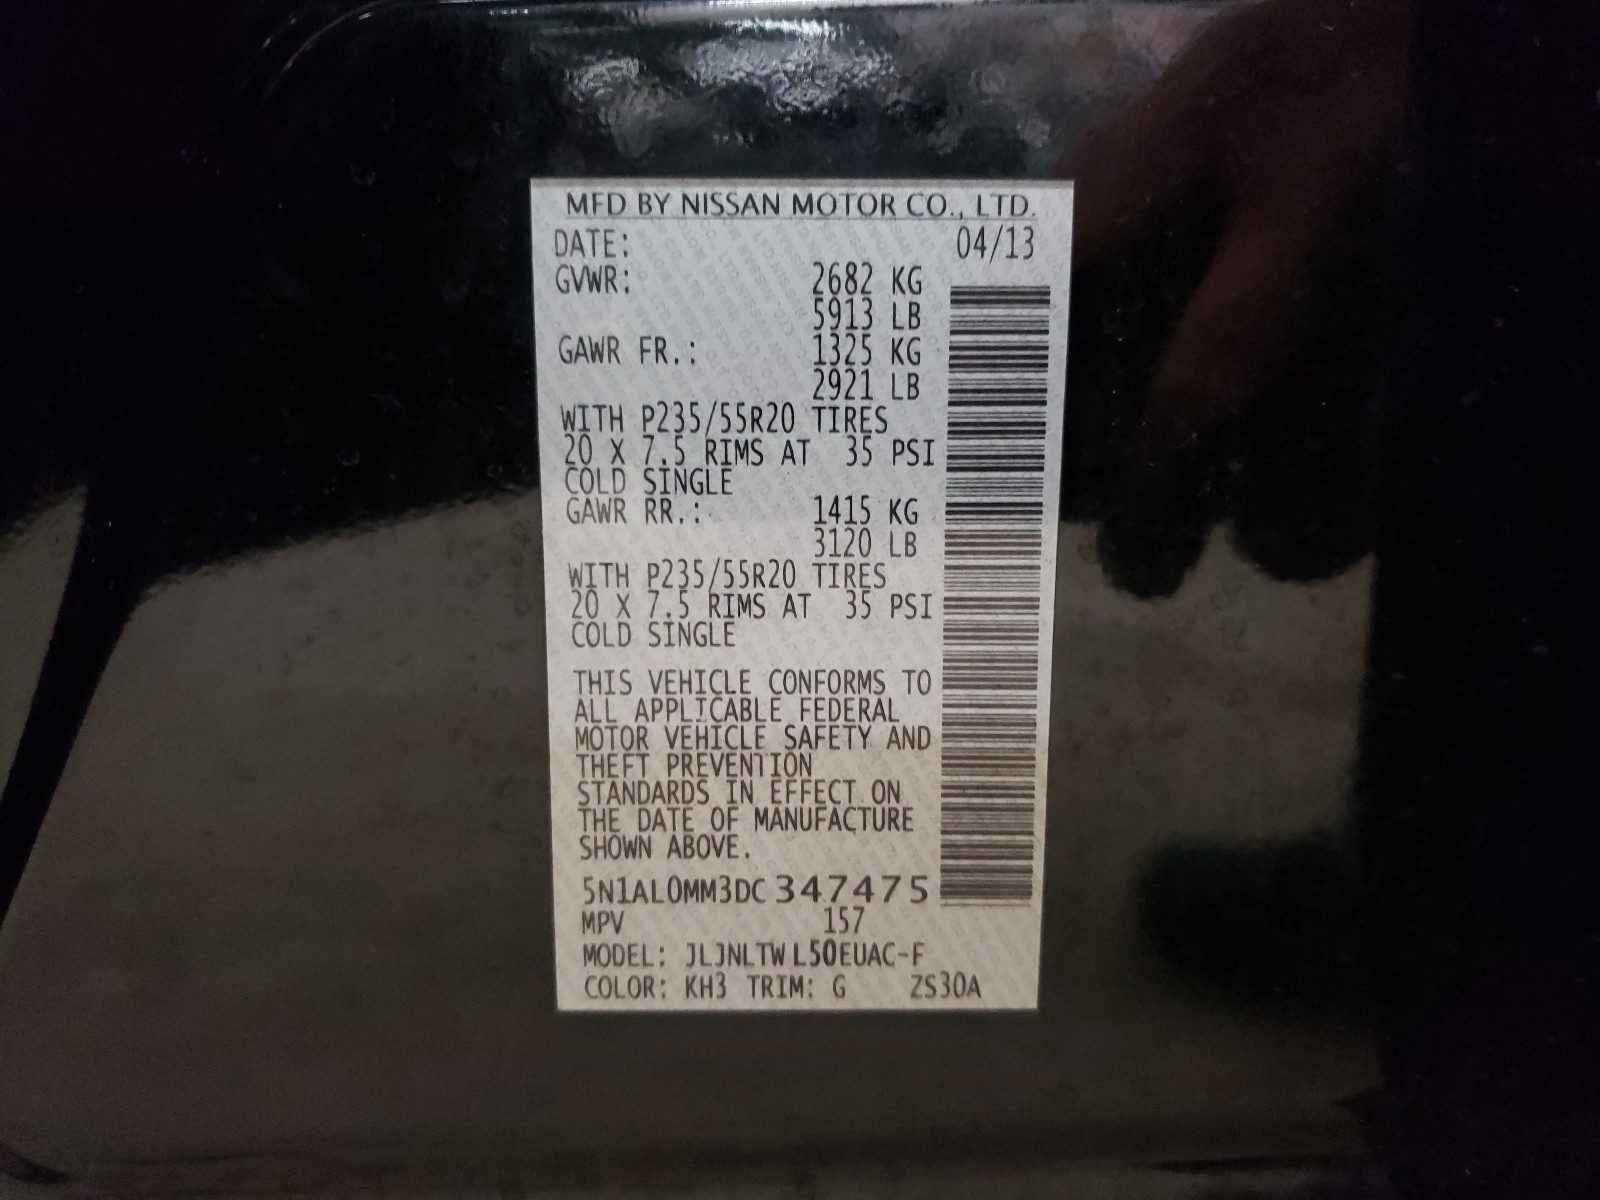 MFD BY NISSAN MOTOR CO., LTD.
DATE: 04/13
GVWR: 2682 KG
5913 LB
GAWR FR.: 1325 KG
2921 LB
WITH P235/55R20 TIRES
20 X 7.5 RIMS AT 35 PSI
COLD SINGLE
GAWR RR.: 1415 KG
3120 LB
WITH P235/55R20 TIRES
20 X 7.5 RIMS AT 35 PSI
COLD SINGLE
THIS VEHICLE CONFORMS TO
ALL APPLICABLE FEDERAL
MOTOR VEHICLE SAFETY AND
THEFT PREVENTION
STANDARDS IN EFFECT ON
THE DATE OF MANUFACTURE
SHOWN ABOVE.
5N1AL0MM3DC 347475
MPV 157
MODEL: JLJNLTW L50EUAC-F
COLOR: KH3 TRIM: G ZS30A